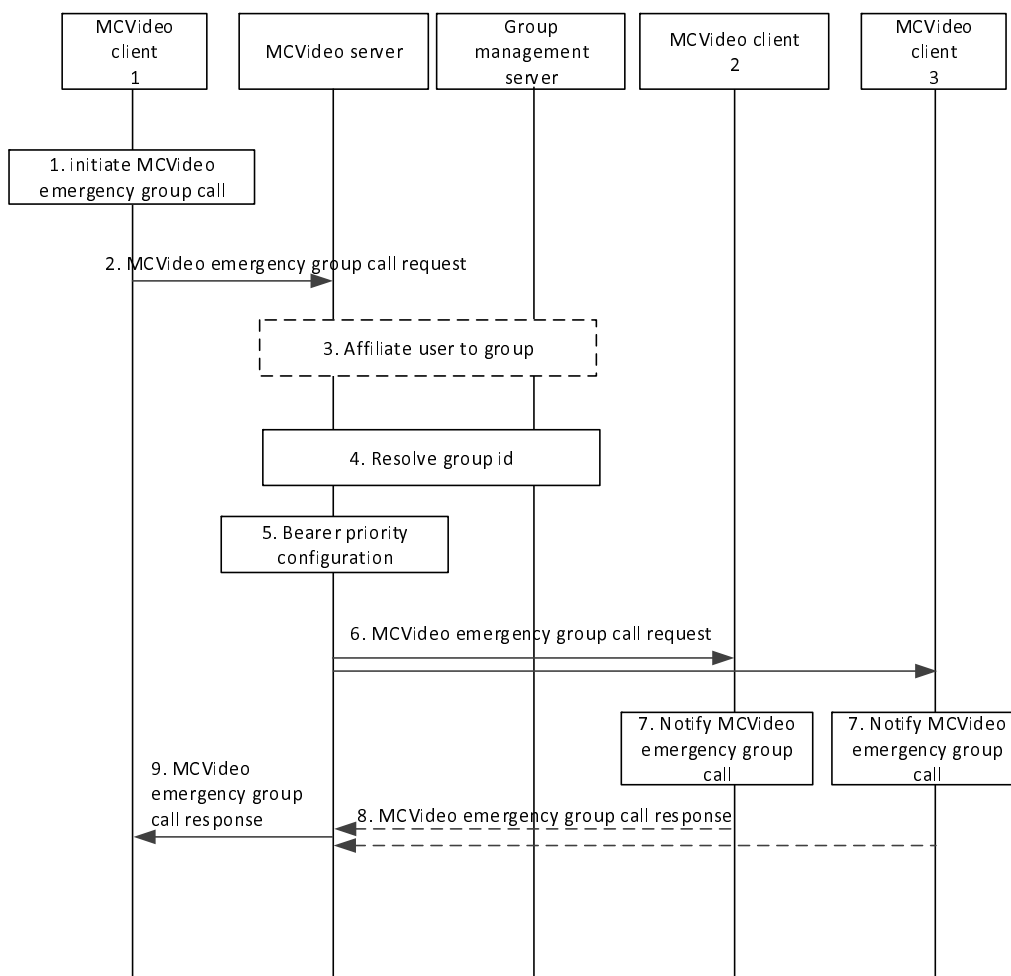 MCVideo
client
1
MCVideo server
Group
management
server
MCVideo client
2
MCVideo
client
3
1. initiate MCVideo
emergency group call
2. MCVideo emergency group call request
3. Affiliate user to group
4. Resolve group id
5. Bearer priority
configuration
6. MCVideo emergency group call request
7. Notify MCVideo
emergency group
call
7. Notify MCVideo
emergency group
call
9. MCVideo
emergency group
call response
8. MCVideo emergency group call response